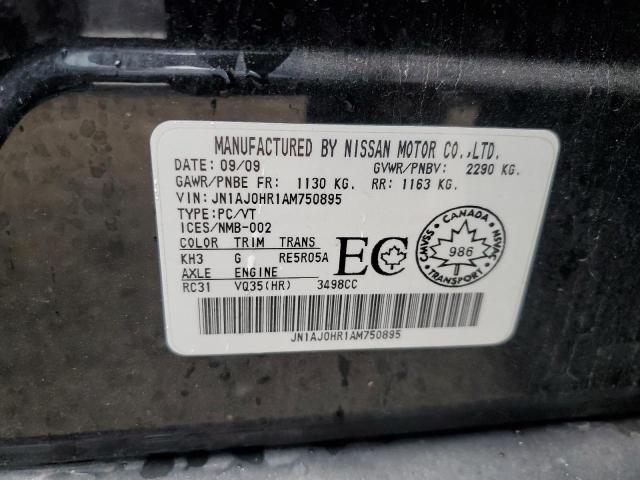 MANUFACTURED BY NISSAN MOTOR CO.,LTD.
DATE: 09/09 GVWR/PNBV: 2290 KG.
GAWR/PNBE FR: 1130 KG. RR: 1163 KG.
VIN: JN1AJ0HR1AM750895
TYPE: PC/VT
ICES/NMB-002
COLOR TRIM TRANS
KH3 G RE5R05A
AXLE ENGINE
RC31 VQ35(HR) 3498CC
EC
CANADA
CMVSS
986
NSVAC
JN1AJ0HR1AM750895